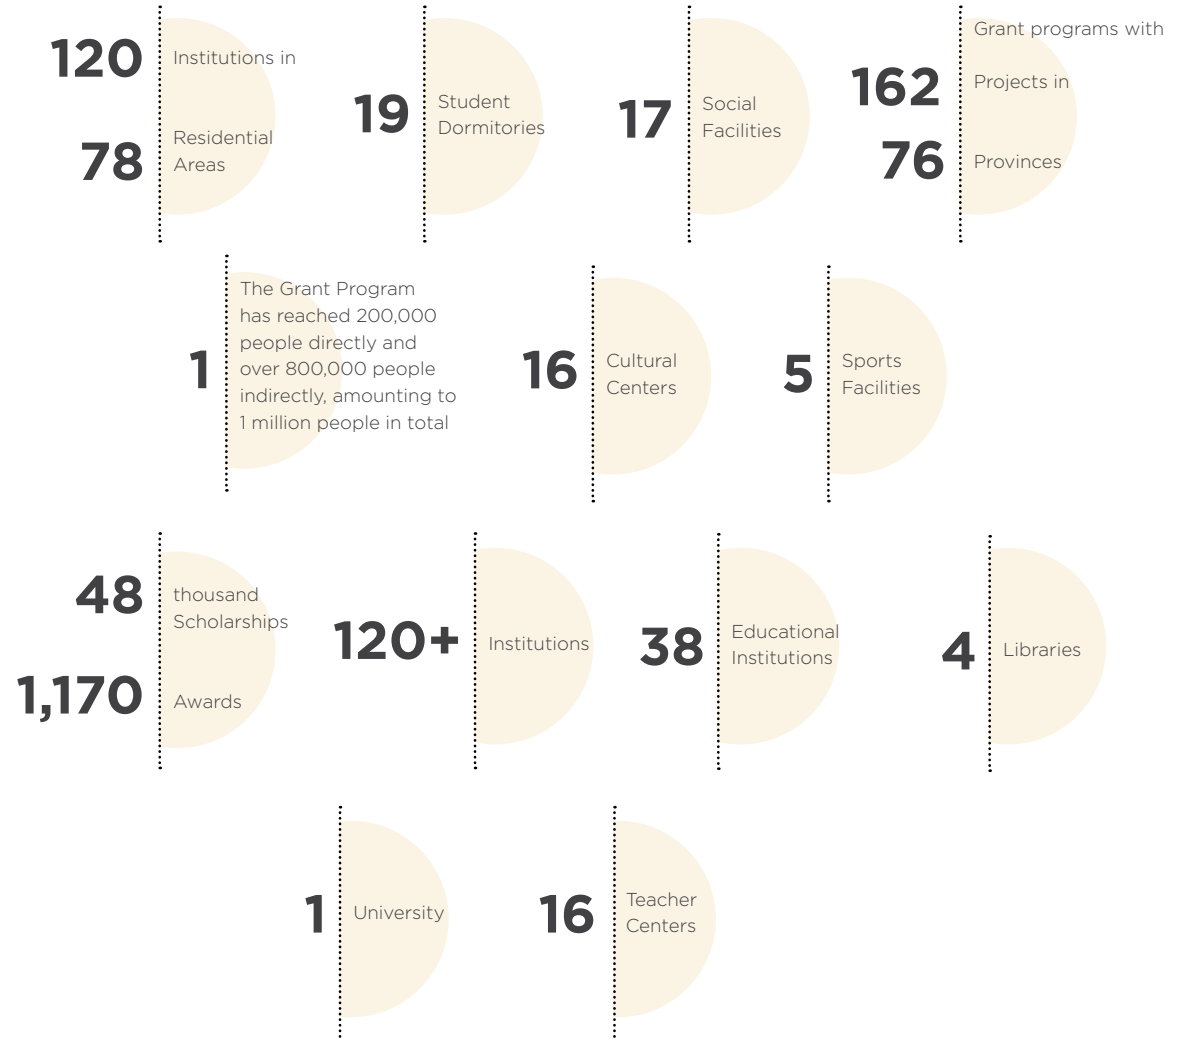 120 Institutions in
78 Residential
Areas
19 Student
Dormitories
17 Social
Facilities
Grant programs with
162 Projects in
76 Provinces
1 The Grant Program
has reached 200,000
people directly and
over 800,000 people
indirectly, amounting to
1 million people in total
16 Cultural
Centers
5 Sports
Facilities
48 thousand
Scholarships
1,170 Awards
120+ Institutions
38 Educational
Institutions
4 Libraries
1 University
16 Teacher
Centers